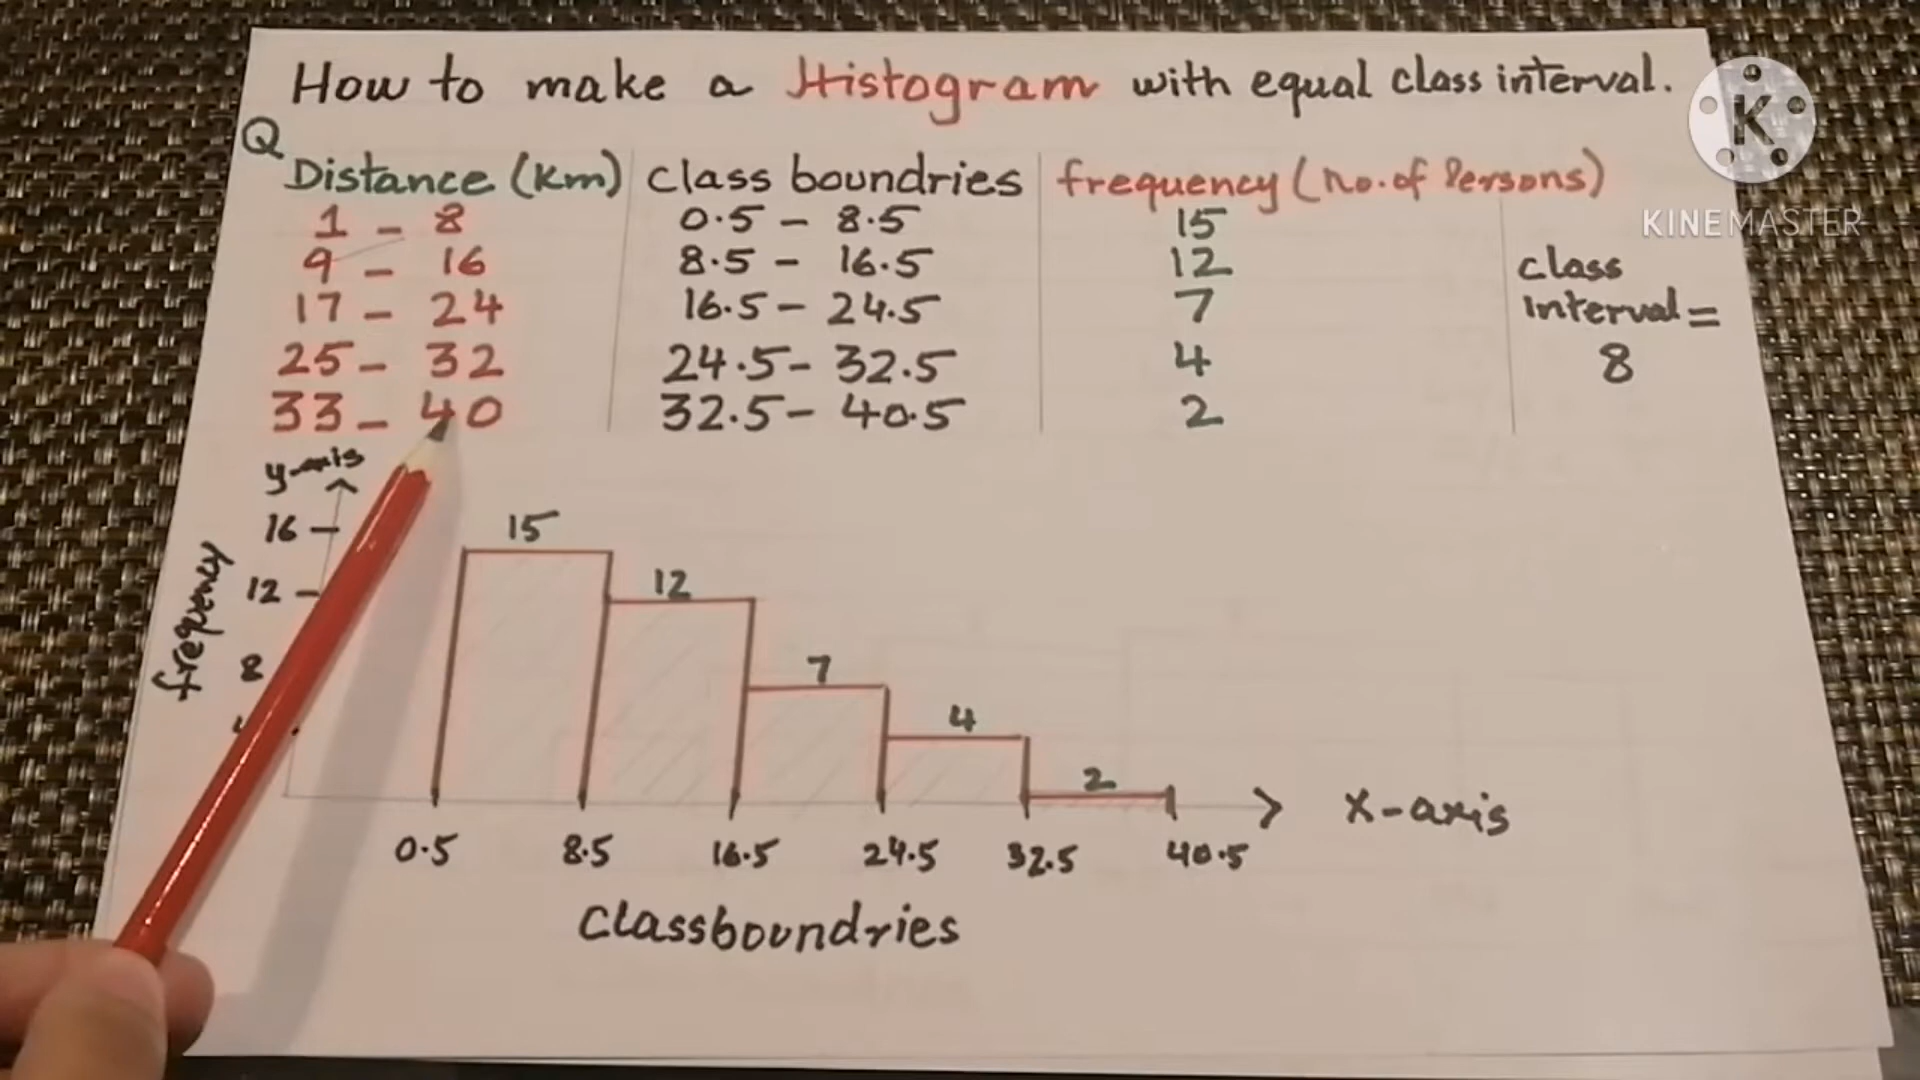 How to make a Histogram with equal class interval.
Q
Distance (Km) class boundries frequency (no. of Persons)
1 - 8 0.5 - 8.5 15
9 - 16 8.5 - 16.5 12
17 - 24 16.5 - 24.5 7
25 - 32 24.5 - 32.5 4
33 - 40 32.5 - 40.5 2
class
interval =
8
K
KINEMASTER
y-axis
16
12
8
frequency
15
12
7
4
2
x-axis
0.5 8.5 16.5 24.5 32.5 40.5
Classboundries